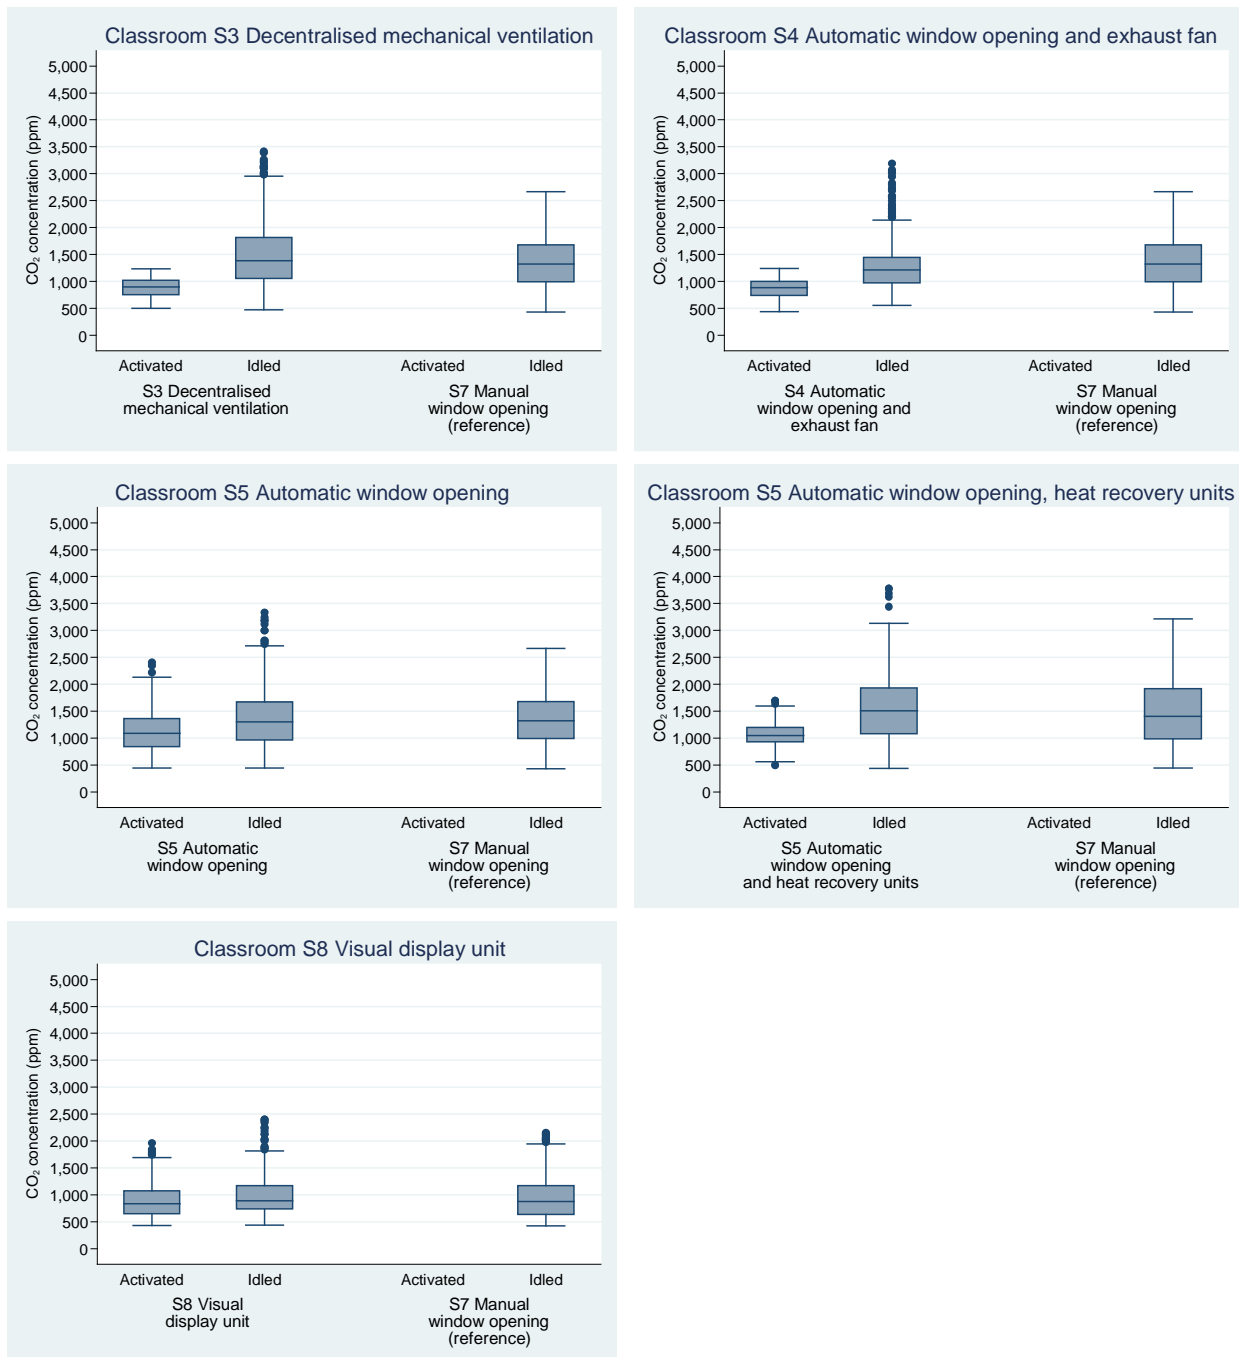 Classroom S3 Decentralised mechanical ventilation
5,000
4,500
4,000
3,500
3,000
2,500
2,000
1,500
1,000
500
0
CO₂ concentration (ppm)
Activated Idled Activated Idled
S3 Decentralised
mechanical ventilation
S7 Manual
window opening
(reference)
Classroom S4 Automatic window opening and exhaust fan
5,000
4,500
4,000
3,500
3,000
2,500
2,000
1,500
1,000
500
0
CO₂ concentration (ppm)
Activated Idled Activated Idled
S4 Automatic
window opening and
exhaust fan
S7 Manual
window opening
(reference)
Classroom S5 Automatic window opening
5,000
4,500
4,000
3,500
3,000
2,500
2,000
1,500
1,000
500
0
CO₂ concentration (ppm)
Activated Idled Activated Idled
S5 Automatic
window opening
S7 Manual
window opening
(reference)
Classroom S5 Automatic window opening, heat recovery units
5,000
4,500
4,000
3,500
3,000
2,500
2,000
1,500
1,000
500
0
CO₂ concentration (ppm)
Activated Idled Activated Idled
S5 Automatic
window opening
and heat recovery units
S7 Manual
window opening
(reference)
Classroom S8 Visual display unit
5,000
4,500
4,000
3,500
3,000
2,500
2,000
1,500
1,000
500
0
CO₂ concentration (ppm)
Activated Idled Activated Idled
S8 Visual
display unit
S7 Manual
window opening
(reference)